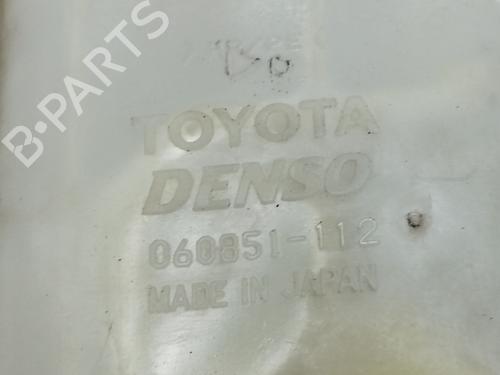 B-PARTS
TOYOTA
DENSO
060851-112
MADE IN JAPAN